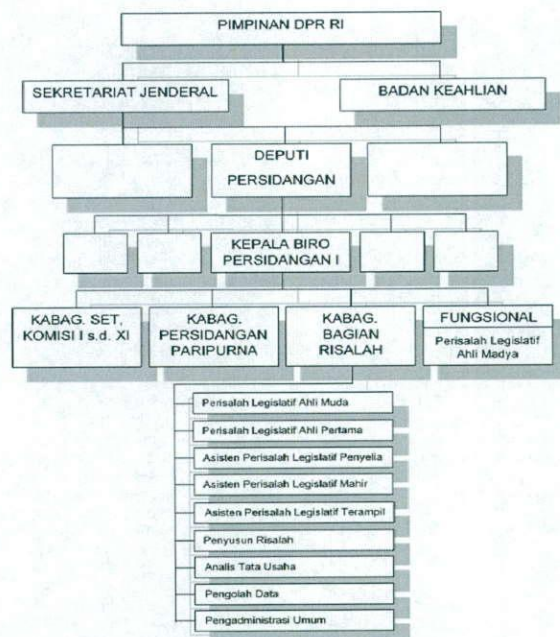 PIMPINAN DPR RI
SEKRETARIAT JENDERAL
BADAN KEAHLIAN
DEPUTI
PERSIDANGAN
KEPALA BIRO
PERSIDANGAN I
KABAG. SET,
KOMISI I s.d. XI
KABAG.
PERSIDANGAN
PARIPURNA
KABAG.
BAGIAN
RISALAH
FUNGSIONAL
Perisalah Legislatif
Ahli Madya
Perisalah Legislatif Ahli Muda
Perisalah Legislatif Ahli Pertama
Asisten Perisalah Legislatif Penyelia
Asisten Perisalah Legislatif Mahir
Asisten Perisalah Legislatif Terampil
Penyusun Risalah
Analis Tata Usaha
Pengolah Data
Pengadministrasi Umum